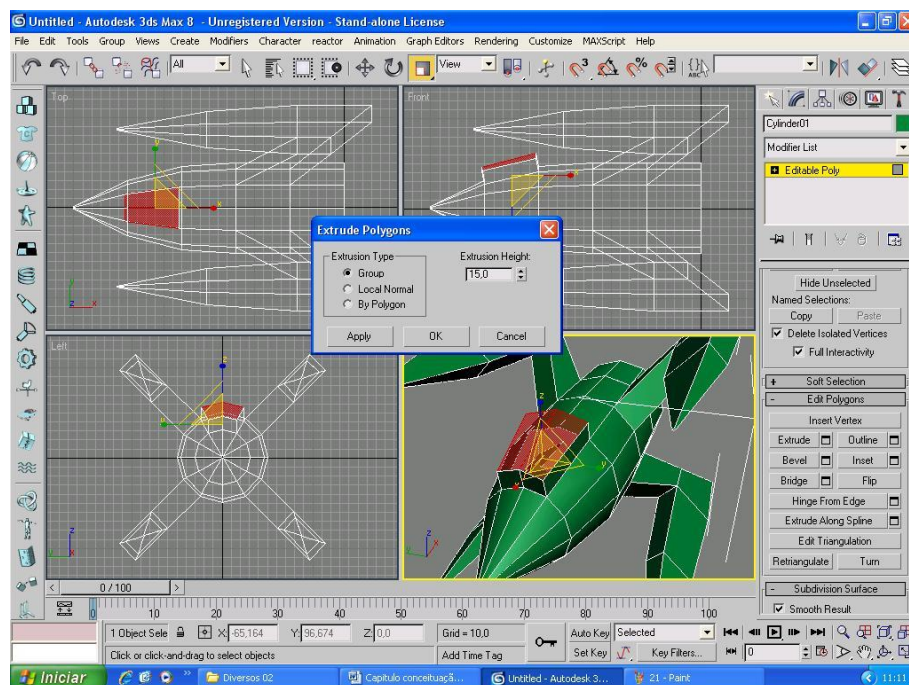 Untitled - Autodesk 3ds Max 8 - Unregistered Version - Stand-alone License
File Edit Tools Group Views Create Modifiers Character reactor Animation Graph Editors Rendering Customize MAXScript Help
All View
Top Front
Cylinder01
Modifier List
Editable Poly
Extrude Polygons
Extrusion Type Extrusion Height:
Group 15,0
Local Normal
By Polygon
Apply OK Cancel
Left
Hide Unselected
Named Selections:
Copy Paste
Delete Isolated Vertices
Full Interactivity
+ Soft Selection
- Edit Polygons
Insert Vertex
Extrude Outline
Bevel Inset
Bridge Flip
Hinge From Edge
Extrude Along Spline
Edit Triangulation
Retriangulate Turn
- Subdivision Surface
Smooth Result
0 / 100
0 10 20 30 40 50 60 70 80 90 100
1 Object Sele X: -65,164 Y: 96,674 Z: 0,0 Grid = 10,0 Auto Key Selected
Click or click-and-drag to select objects Add Time Tag Set Key Key Filters... 0
Iniciar Diversos 02 Capitulo conceituaçã... Untitled - Autodesk 3... 21 - Paint 11:11